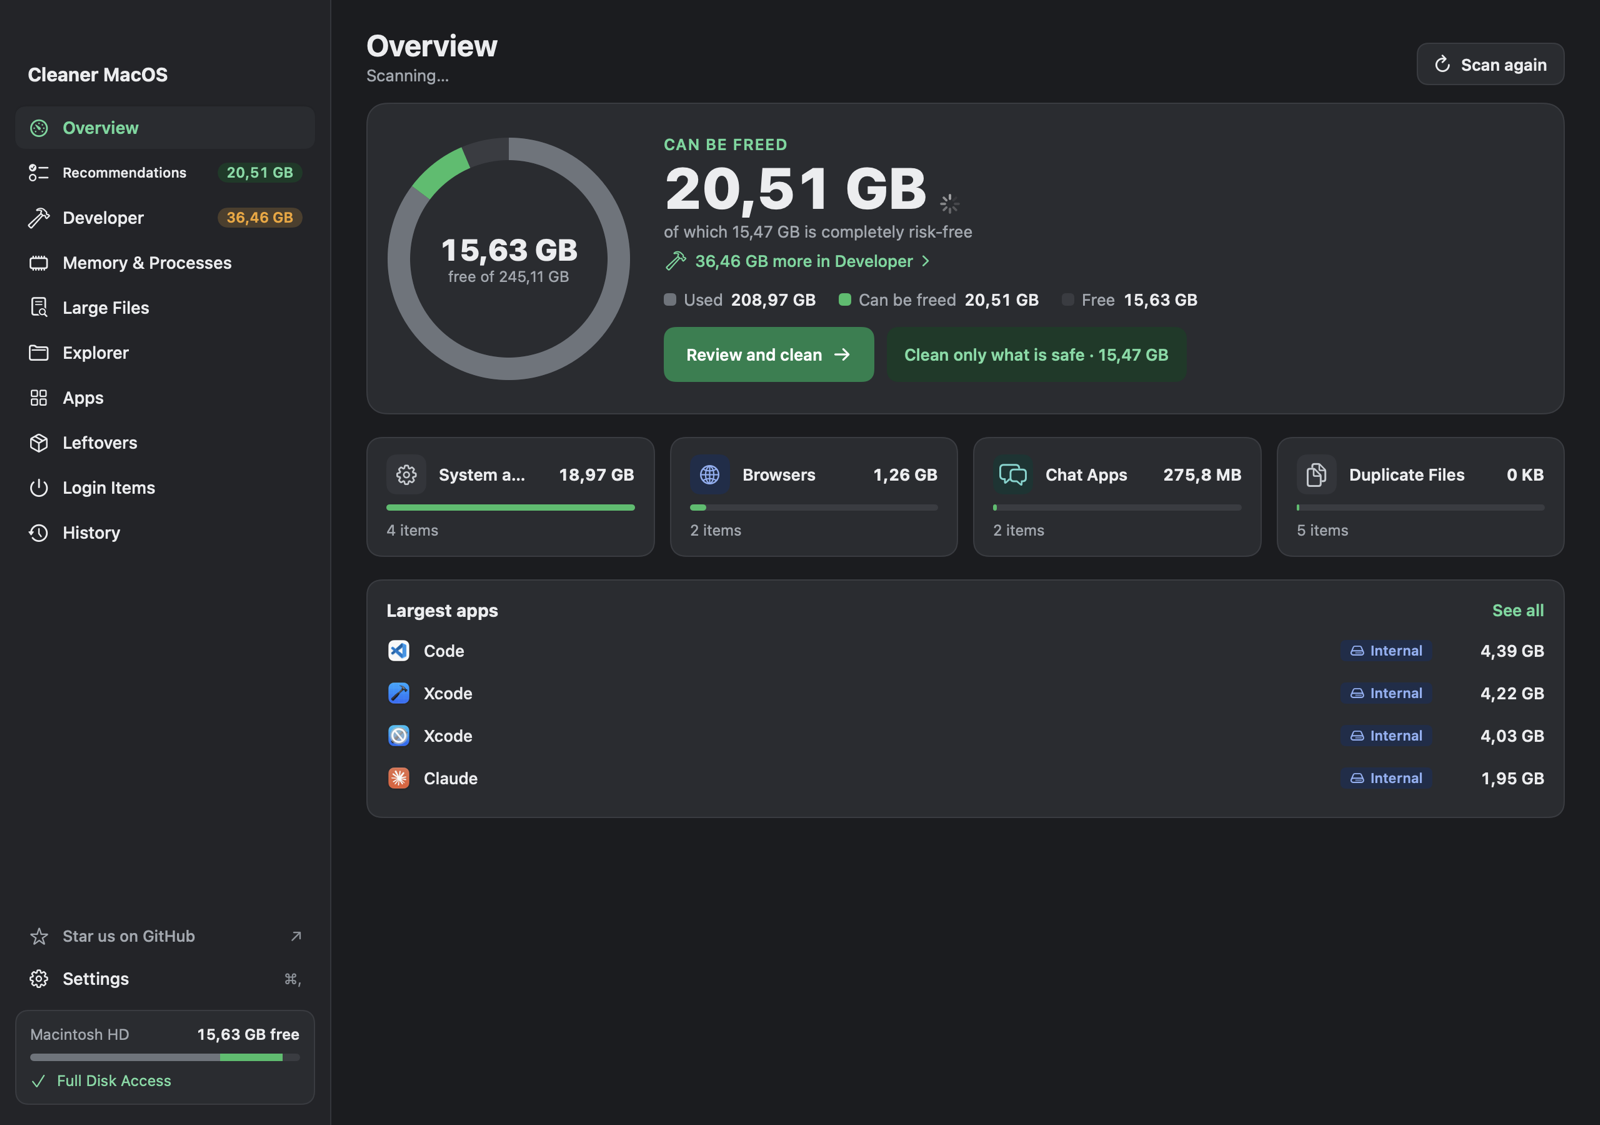 Cleaner MacOS
Overview
Recommendations 20,51 GB
Developer 36,46 GB
Memory & Processes
Large Files
Explorer
Apps
Leftovers
Login Items
History
Star us on GitHub
Settings ⌘,
Macintosh HD 15,63 GB free
Full Disk Access
Overview
Scanning...
Scan again
15,63 GB
free of 245,11 GB
CAN BE FREED
20,51 GB
of which 15,47 GB is completely risk-free
36,46 GB more in Developer
Used 208,97 GB Can be freed 20,51 GB Free 15,63 GB
Review and clean
Clean only what is safe · 15,47 GB
System a... 18,97 GB
4 items
Browsers 1,26 GB
2 items
Chat Apps 275,8 MB
2 items
Duplicate Files 0 KB
5 items
Largest apps See all
Code Internal 4,39 GB
Xcode Internal 4,22 GB
Xcode Internal 4,03 GB
Claude Internal 1,95 GB